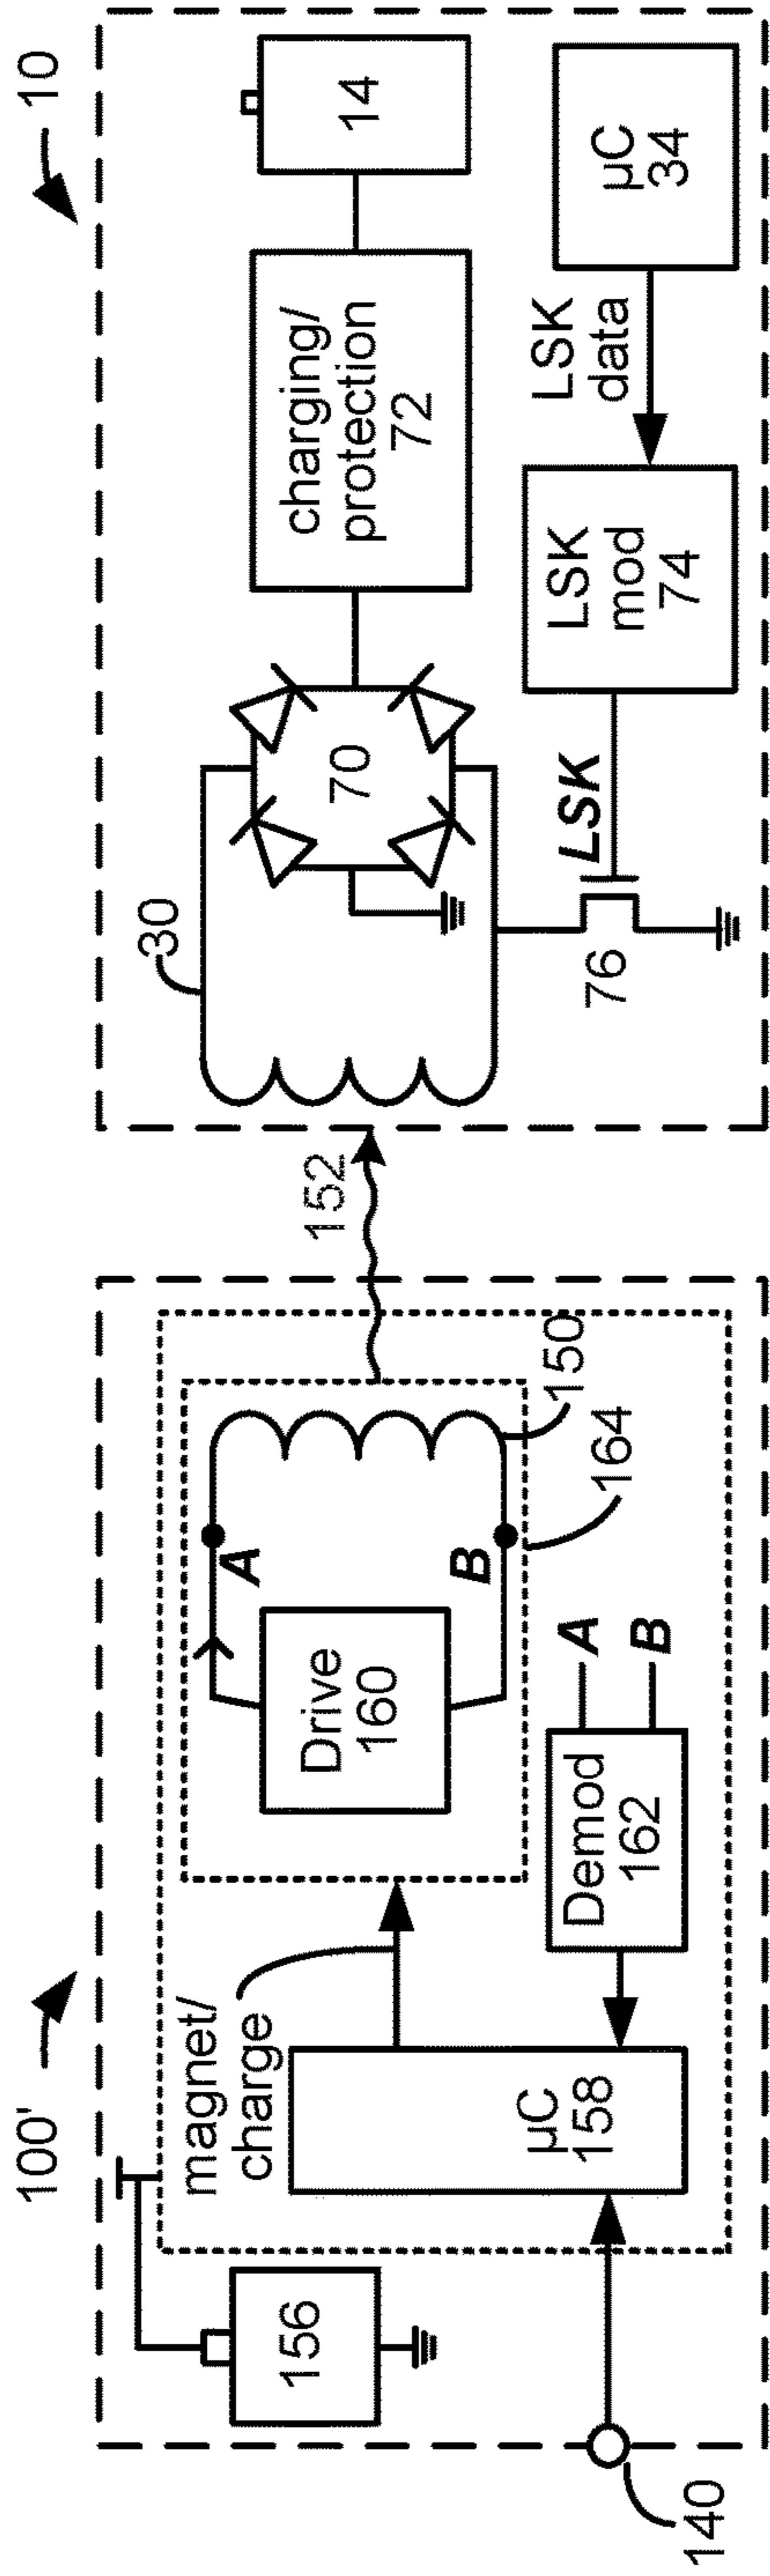 100'
10
156
140
magnet/
charge
µC
158
Drive
160
A
B
Demod
162
A
B
150
164
152
30
70
charging/
protection
72
14
76
LSK
LSK
mod
74
LSK
data
µC
34